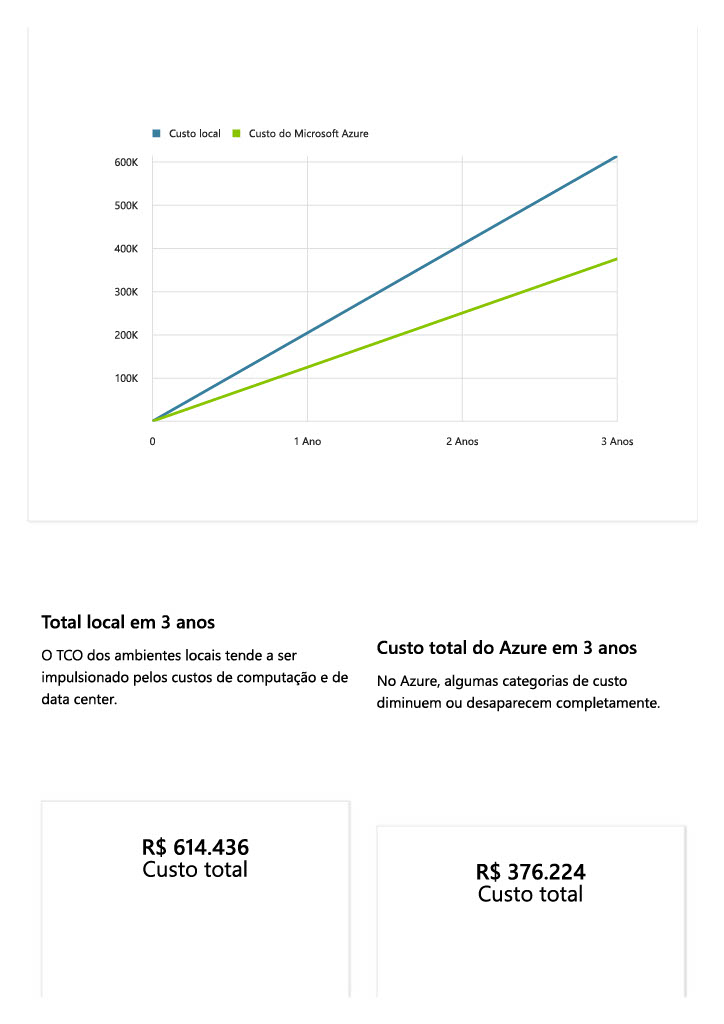 Custo local
Custo do Microsoft Azure
600K
500K
400K
300K
200K
100K
0
1 Ano
2 Anos
3 Anos
Total local em 3 anos
O TCO dos ambientes locais tende a ser
impulsionado pelos custos de computação e de
data center.
Custo total do Azure em 3 anos
No Azure, algumas categorias de custo
diminuem ou desaparecem completamente.
R$ 614.436
Custo total
R$ 376.224
Custo total